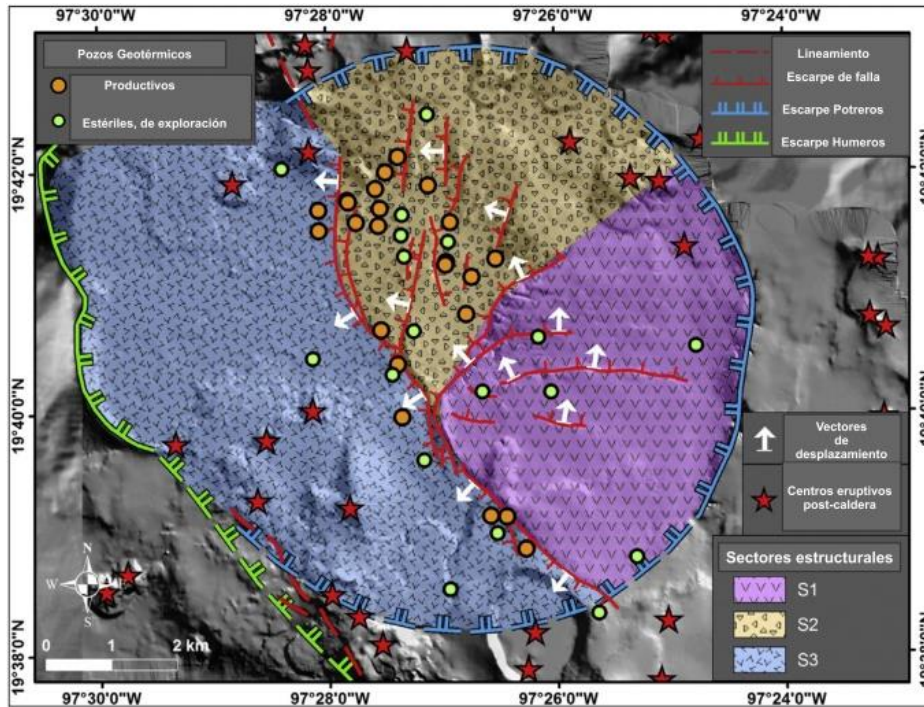 97°30'0"W
97°28'0"W
97°26'0"W
97°24'0"W
Pozos Geotérmicos
Productivos
Estériles, de exploración
Lineamiento
Escarpe de falla
Escarpe Potreros
Escarpe Humeros
19°42'0"N
19°40'0"N
19°38'0"N
Vectores
de
desplazamiento
Centros eruptivos
post-caldera
Sectores estructurales
S1
S2
S3
N
W
E
S
0 1 2 km
97°30'0"W
97°28'0"W
97°26'0"W
97°24'0"W